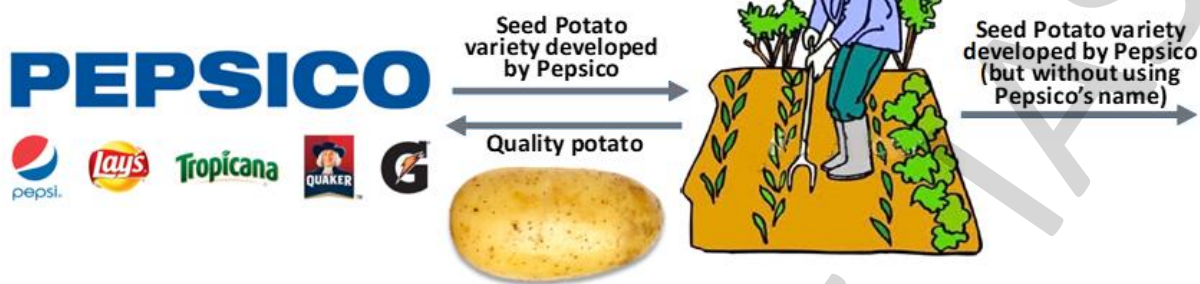 PEPSICO
pepsi.
Lay's.
Tropicana
QUAKER
G
Seed Potato
variety developed
by Pepsico
Quality potato
Seed Potato variety
developed by Pepsico
(but without using
Pepsico's name)